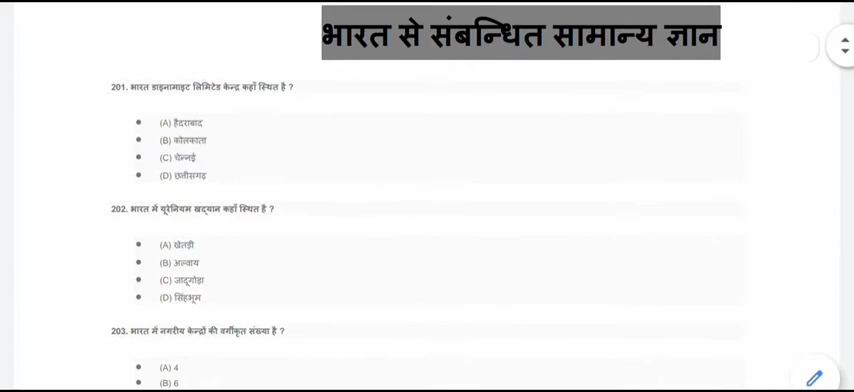 भारत से संबन्धित सामान्य ज्ञान
201. भारत डाइनामाइट लिमिटेड केन्द्र कहाँ स्थित है ?
(A) हैदराबाद
(B) कोलकाता
(C) चेन्नई
(D) छत्तीसगढ़
202. भारत में यूरेनियम खद्यान कहाँ स्थित है ?
(A) खेतड़ी
(B) अल्वाय
(C) जादूगोड़ा
(D) सिंहभूम
203. भारत में नगरीय केन्द्रों की वर्गीकृत संख्या है ?
(A) 4
(B) 6